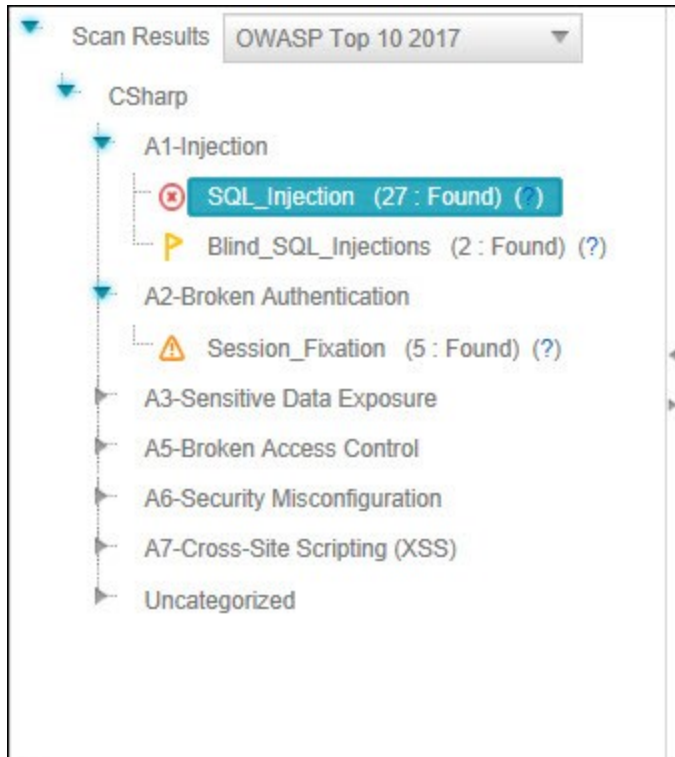 Scan Results OWASP Top 10 2017
CSharp
A1-Injection
SQL_Injection (27 : Found) (?)
Blind_SQL_Injections (2 : Found) (?)
A2-Broken Authentication
Session_Fixation (5 : Found) (?)
A3-Sensitive Data Exposure
A5-Broken Access Control
A6-Security Misconfiguration
A7-Cross-Site Scripting (XSS)
Uncategorized